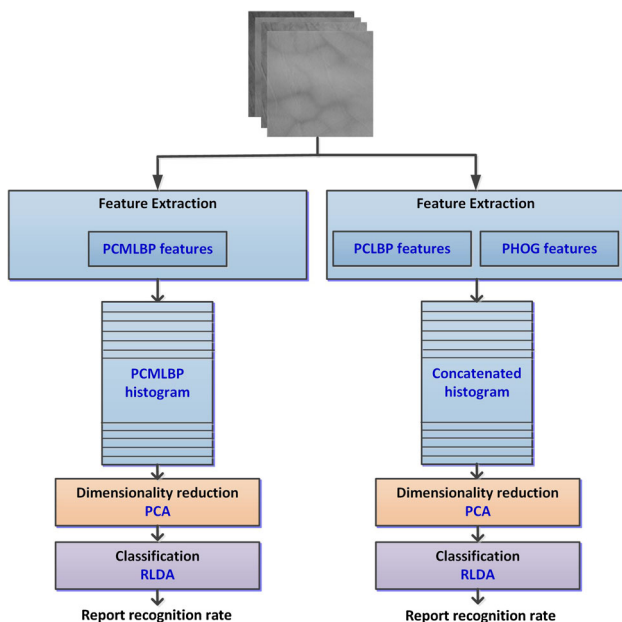 Feature Extraction
PCMLBP features
PCMLBP
histogram
Dimensionality reduction
PCA
Classification
RLDA
Report recognition rate
Feature Extraction
PCLBP features
PHOG features
Concatenated
histogram
Dimensionality reduction
PCA
Classification
RLDA
Report recognition rate